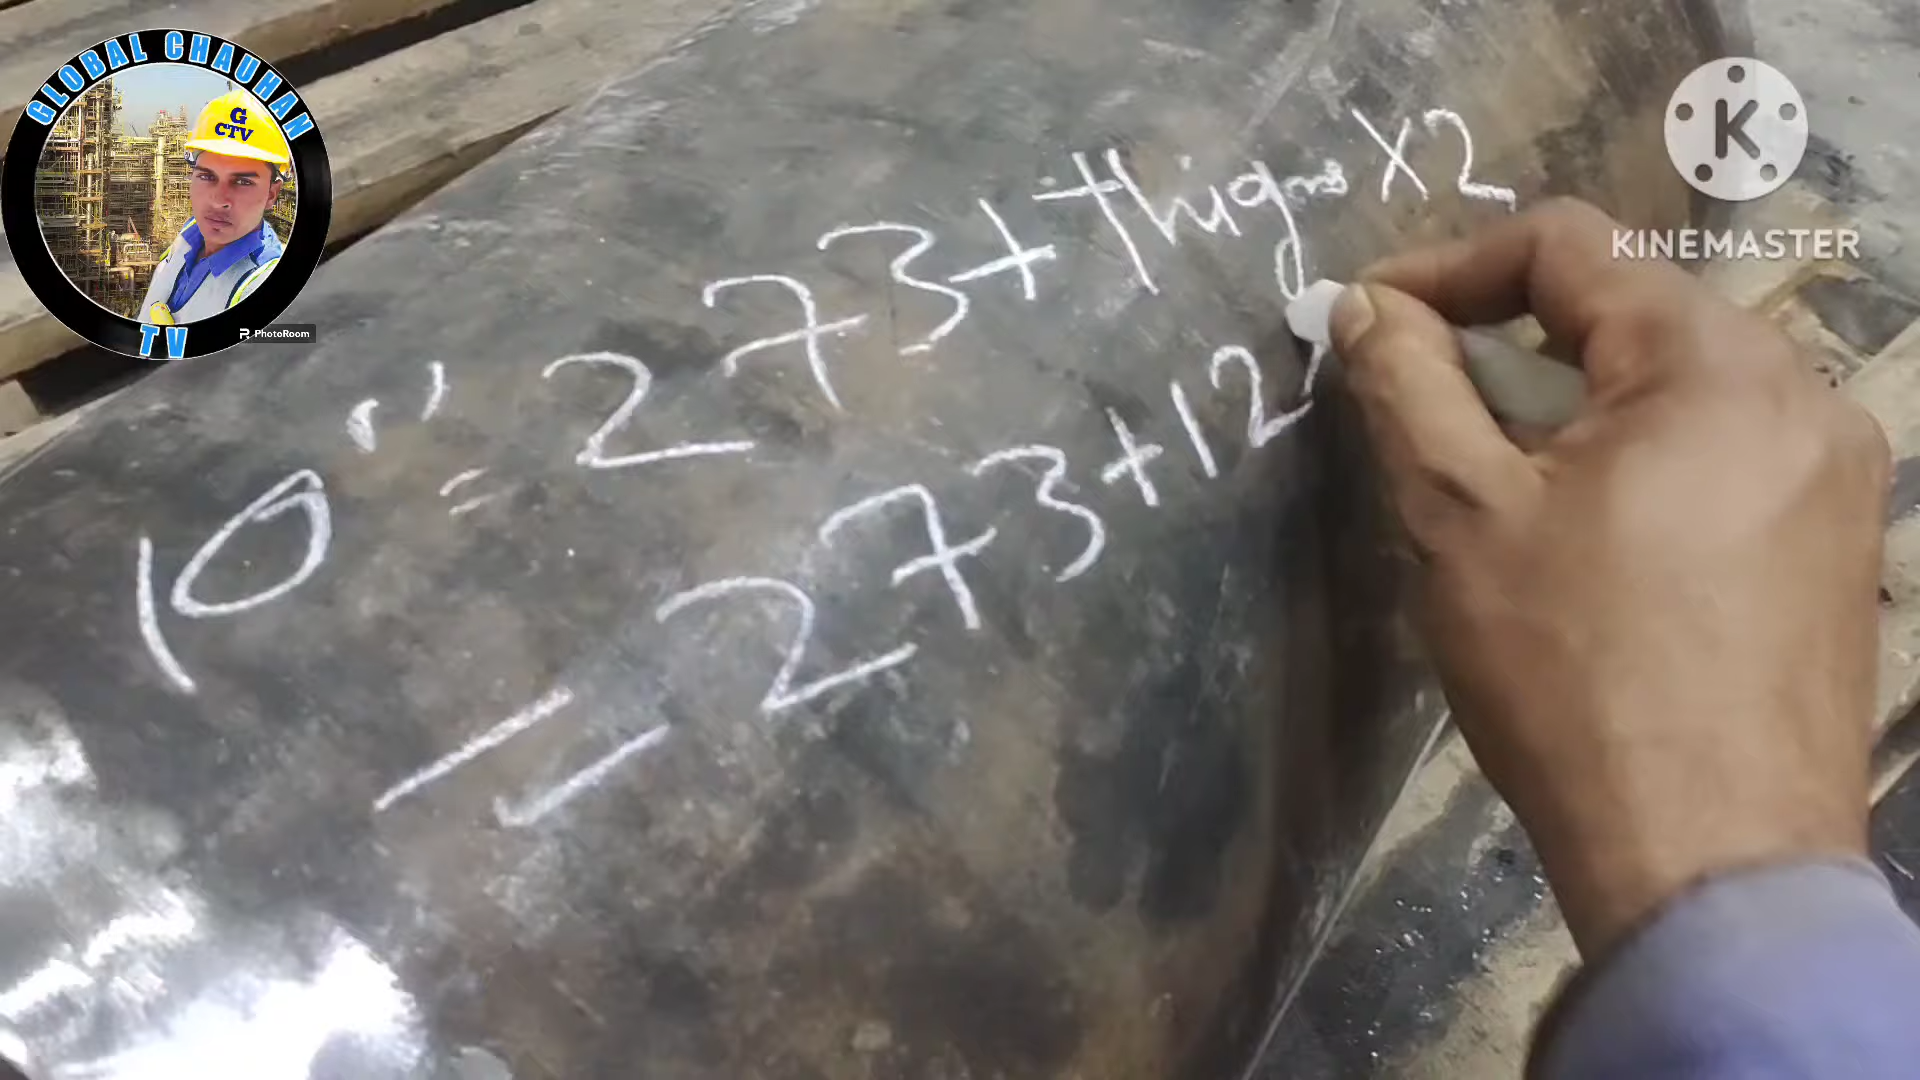 GLOBAL CHAUHAN
G
CTV
TV
PhotoRoom
K
KINEMASTER
10" = 273 + thigns X2
= 273 + 12